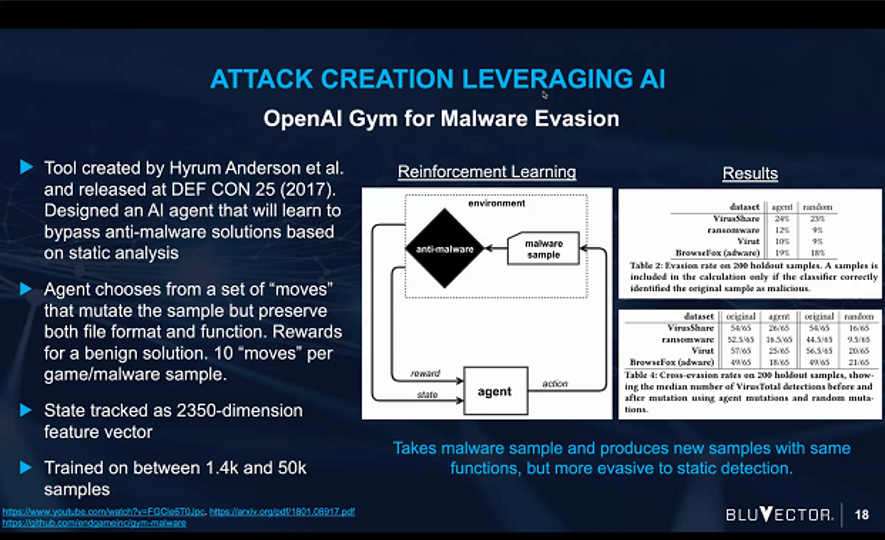 ATTACK CREATION LEVERAGING AI
OpenAI Gym for Malware Evasion
Tool created by Hyrum Anderson et al.
and released at DEF CON 25 (2017).
Designed an AI agent that will learn to
bypass anti-malware solutions based
on static analysis
Agent chooses from a set of “moves”
that mutate the sample but preserve
both file format and function. Rewards
for a benign solution. 10 “moves” per
game/malware sample.
State tracked as 2350-dimension
feature vector
Trained on between 1.4k and 50k
samples
Reinforcement Learning
environment
anti-malware
malware
sample
reward
state
agent
action
Results
dataset agent random
VirusShare 24% 23%
ransomware 12% 9%
Virut 10% 9%
BrowseFox (adware) 19% 18%
Table 2: Evasion rate on 200 holdout samples. A samples is
included in the calculation only if the classifier correctly
identified the original sample as malicious.
dataset original agent original random
VirusShare 54/65 26/65 54/65 16/65
ransomware 52.5/65 16.5/65 44.5/65 9.5/65
Virut 57/65 25/65 56.5/65 20/65
BrowseFox (adware) 49/65 18/65 49/65 21/65
Table 4: Cross-evasion rates on 200 holdout samples, show-
ing the median number of VirusTotal detections before and
after mutation using agent mutations and random muta-
tions.
Takes malware sample and produces new samples with same
functions, but more evasive to static detection.
https://www.youtube.com/watch?v=FGCle6T0Jpc, https://arxiv.org/pdf/1801.08917.pdf
https://github.com/endgameinc/gym-malware
BLUVECTOR. 18